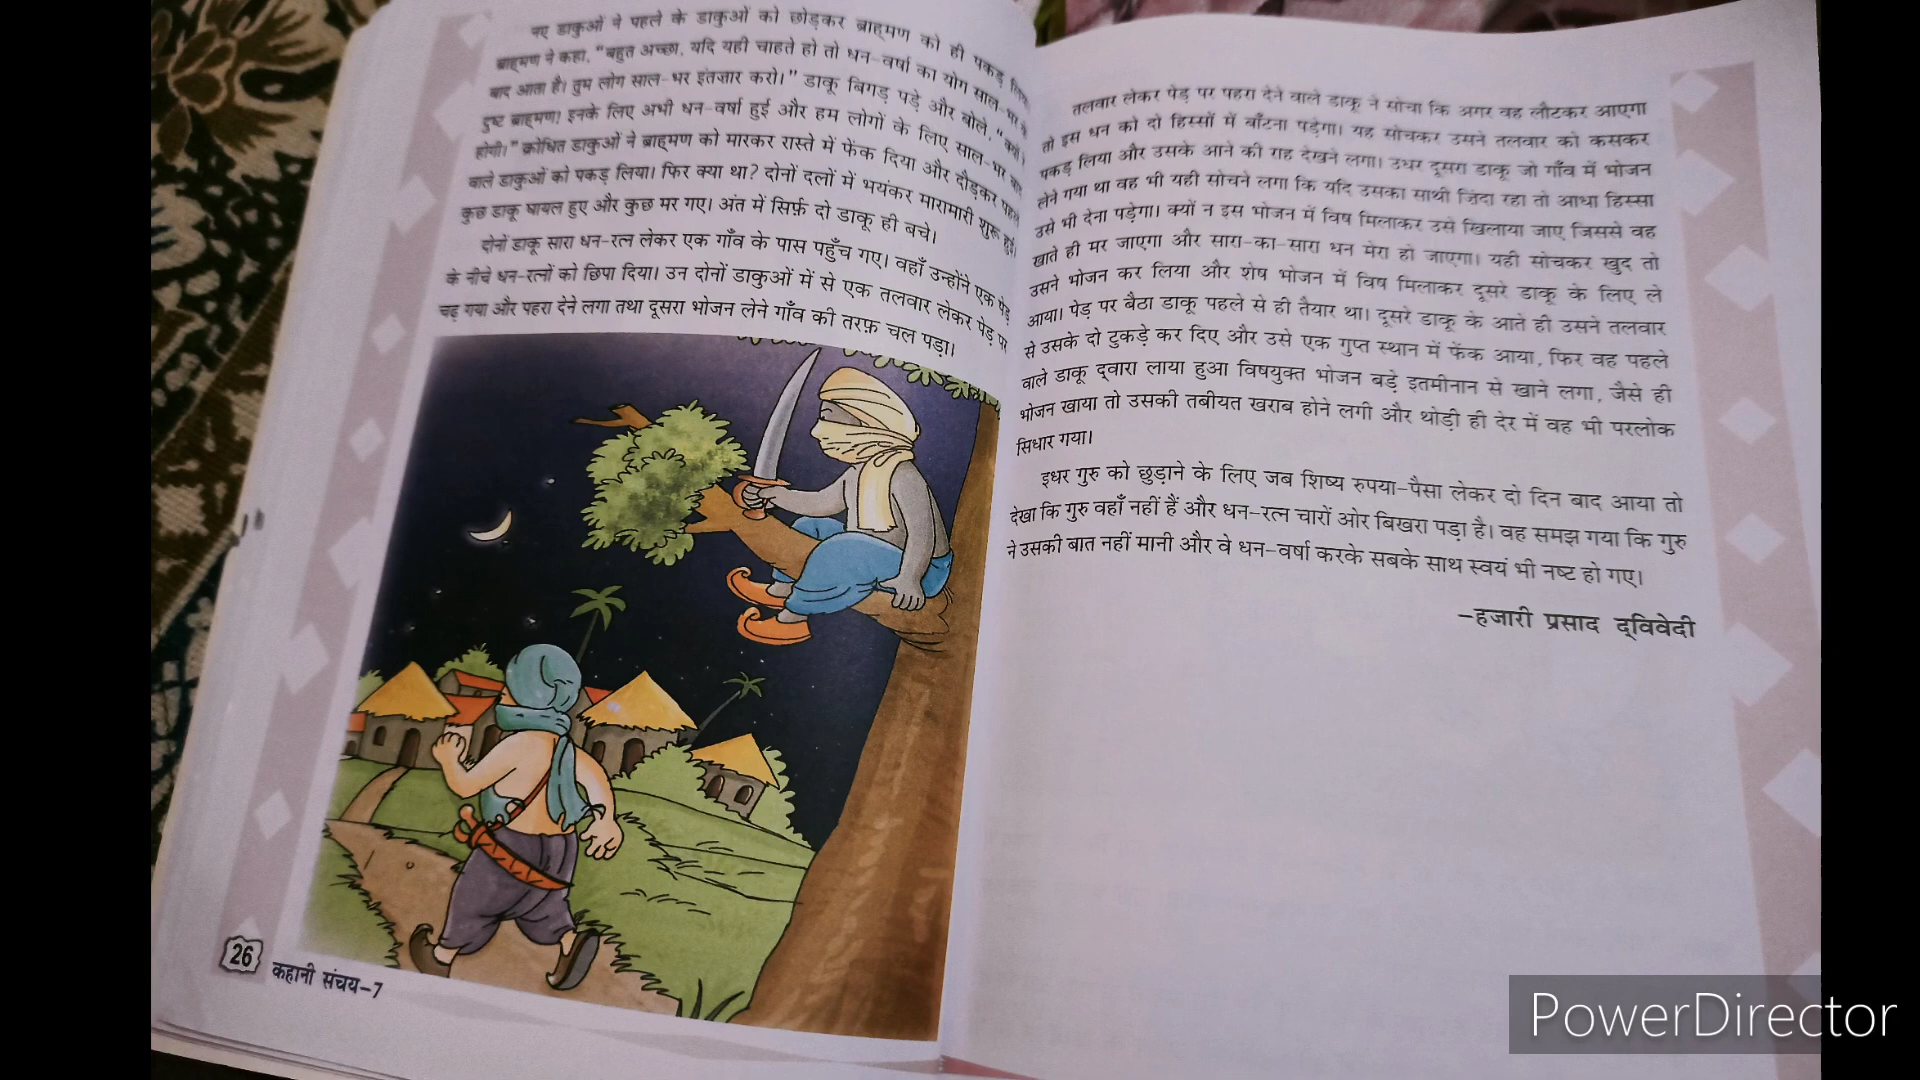 नए डाकुओं ने पहले के डाकुओं को छोड़कर ब्राह्मण को ही पकड़
ब्राह्मण ने कहा, “बहुत अच्छा, यदि यही चाहते हो तो धन-वर्षा का योग साल-भर
बाद आता है। तुम लोग साल-भर इंतज़ार करो।” डाकू बिगड़ पड़े और बोले, “क्यों
दुष्ट ब्राह्मण! इनके लिए अभी धन-वर्षा हुई और हम लोगों के लिए साल-भर बाद
होगी।” क्रोधित डाकुओं ने ब्राह्मण को मारकर रास्ते में फेंक दिया और दौड़कर पहले
वाले डाकुओं को पकड़ लिया। फिर क्या था? दोनों दलों में भयंकर मारामारी शुरू हुई।
कुछ डाकू घायल हुए और कुछ मर गए। अंत में सिर्फ़ दो डाकू ही बचे।
दोनों डाकू सारा धन-रत्न लेकर एक गाँव के पास पहुँच गए। वहाँ उन्होंने एक पेड़
के नीचे धन-रत्नों को छिपा दिया। उन दोनों डाकुओं में से एक तलवार लेकर पेड़ पर
चढ़ गया और पहरा देने लगा तथा दूसरा भोजन लेने गाँव की तरफ़ चल पड़ा।
26
कहानी संचय-7
तलवार लेकर पेड़ पर पहरा देने वाले डाकू ने सोचा कि अगर वह लौटकर आएगा
तो इस धन को दो हिस्सों में बाँटना पड़ेगा। यह सोचकर उसने तलवार को कसकर
पकड़ लिया और उसके आने की राह देखने लगा। उधर दूसरा डाकू जो गाँव में भोजन
लेने गया था वह भी यही सोचने लगा कि यदि उसका साथी ज़िंदा रहा तो आधा हिस्सा
उसे भी देना पड़ेगा। क्यों न इस भोजन में विष मिलाकर उसे खिलाया जाए जिससे वह
खाते ही मर जाएगा और सारा-का-सारा धन मेरा हो जाएगा। यही सोचकर खुद तो
उसने भोजन कर लिया और शेष भोजन में विष मिलाकर दूसरे डाकू के लिए ले
आया। पेड़ पर बैठा डाकू पहले से ही तैयार था। दूसरे डाकू के आते ही उसने तलवार
से उसके दो टुकड़े कर दिए और उसे एक गुप्त स्थान में फेंक आया, फिर वह पहले
वाले डाकू द्वारा लाया हुआ विषयुक्त भोजन बड़े इतमीनान से खाने लगा, जैसे ही
भोजन खाया तो उसकी तबीयत खराब होने लगी और थोड़ी ही देर में वह भी परलोक
सिधार गया।
इधर गुरु को छुड़ाने के लिए जब शिष्य रुपया-पैसा लेकर दो दिन बाद आया तो
देखा कि गुरु वहाँ नहीं हैं और धन-रत्न चारों ओर बिखरा पड़ा है। वह समझ गया कि गुरु
ने उसकी बात नहीं मानी और वे धन-वर्षा करके सबके साथ स्वयं भी नष्ट हो गए।
-हजारी प्रसाद द्विवेदी
PowerDirector